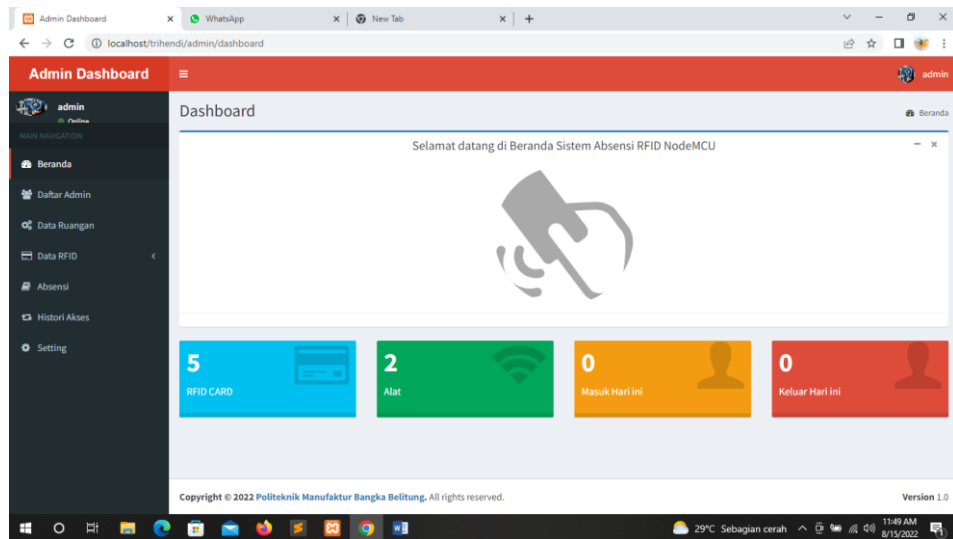 Admin Dashboard
WhatsApp
New Tab
localhost/trihendi/admin/dashboard
Admin Dashboard
admin
admin
Online
MAIN NAVIGATION
Beranda
Daftar Admin
Data Ruangan
Data RFID
Absensi
Histori Akses
Setting
Dashboard
Beranda
Selamat datang di Beranda Sistem Absensi RFID NodeMCU
5
RFID CARD
2
Alat
0
Masuk Hari ini
0
Keluar Hari ini
Copyright © 2022 Politeknik Manufaktur Bangka Belitung. All rights reserved.
Version 1.0
29°C Sebagian cerah
11:49 AM
8/15/2022